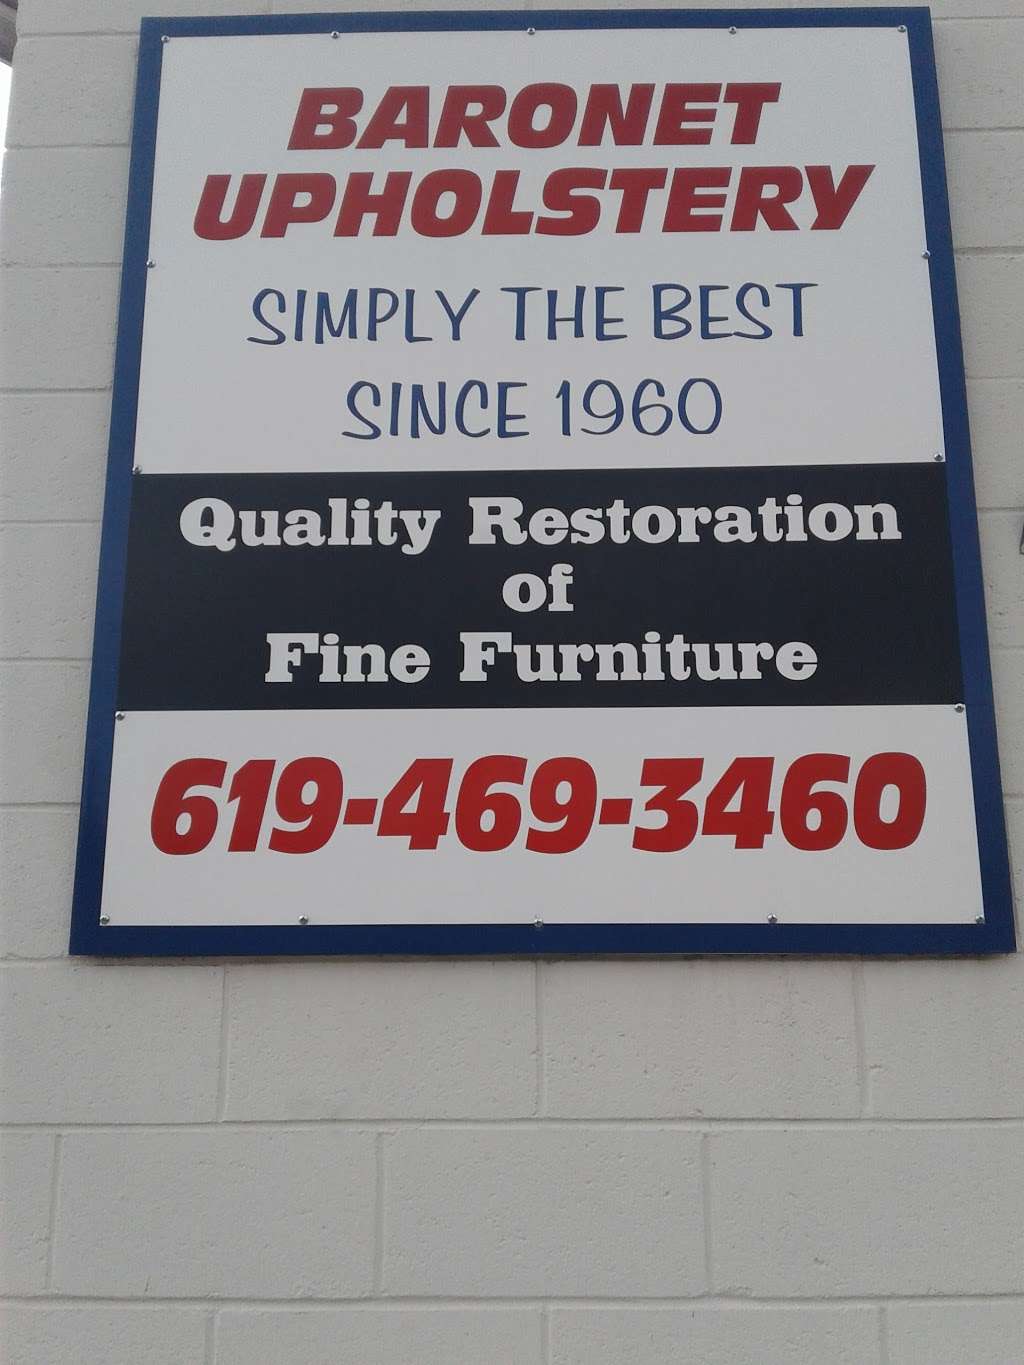 BARONET
UPHOLSTERY
SIMPLY THE BEST
SINCE 1960
Quality Restoration
of
Fine Furniture
619-469-3460